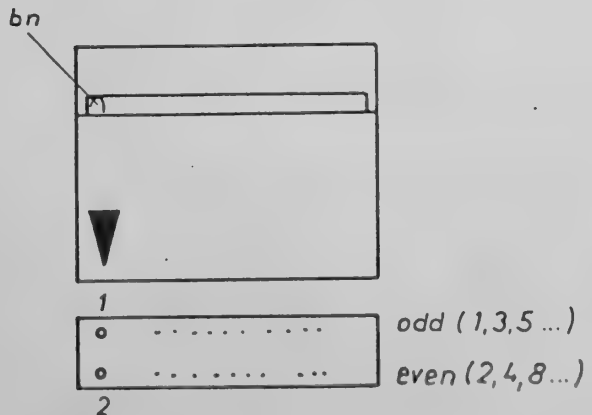 bn
1
odd (1,3,5...)
even (2,4,8...)
2